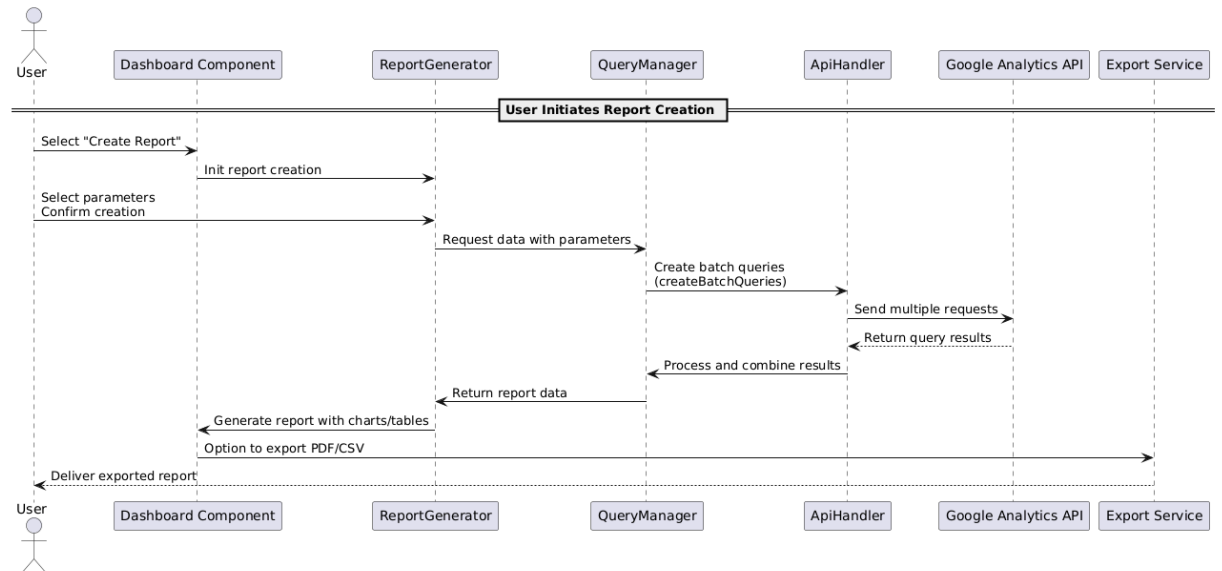 User
Dashboard Component
ReportGenerator
QueryManager
ApiHandler
Google Analytics API
Export Service
User Initiates Report Creation
Select "Create Report"
Init report creation
Select parameters
Confirm creation
Request data with parameters
Create batch queries
(createBatchQueries)
Send multiple requests
Return query results
Process and combine results
Return report data
Generate report with charts/tables
Option to export PDF/CSV
Deliver exported report
User
Dashboard Component
ReportGenerator
QueryManager
ApiHandler
Google Analytics API
Export Service